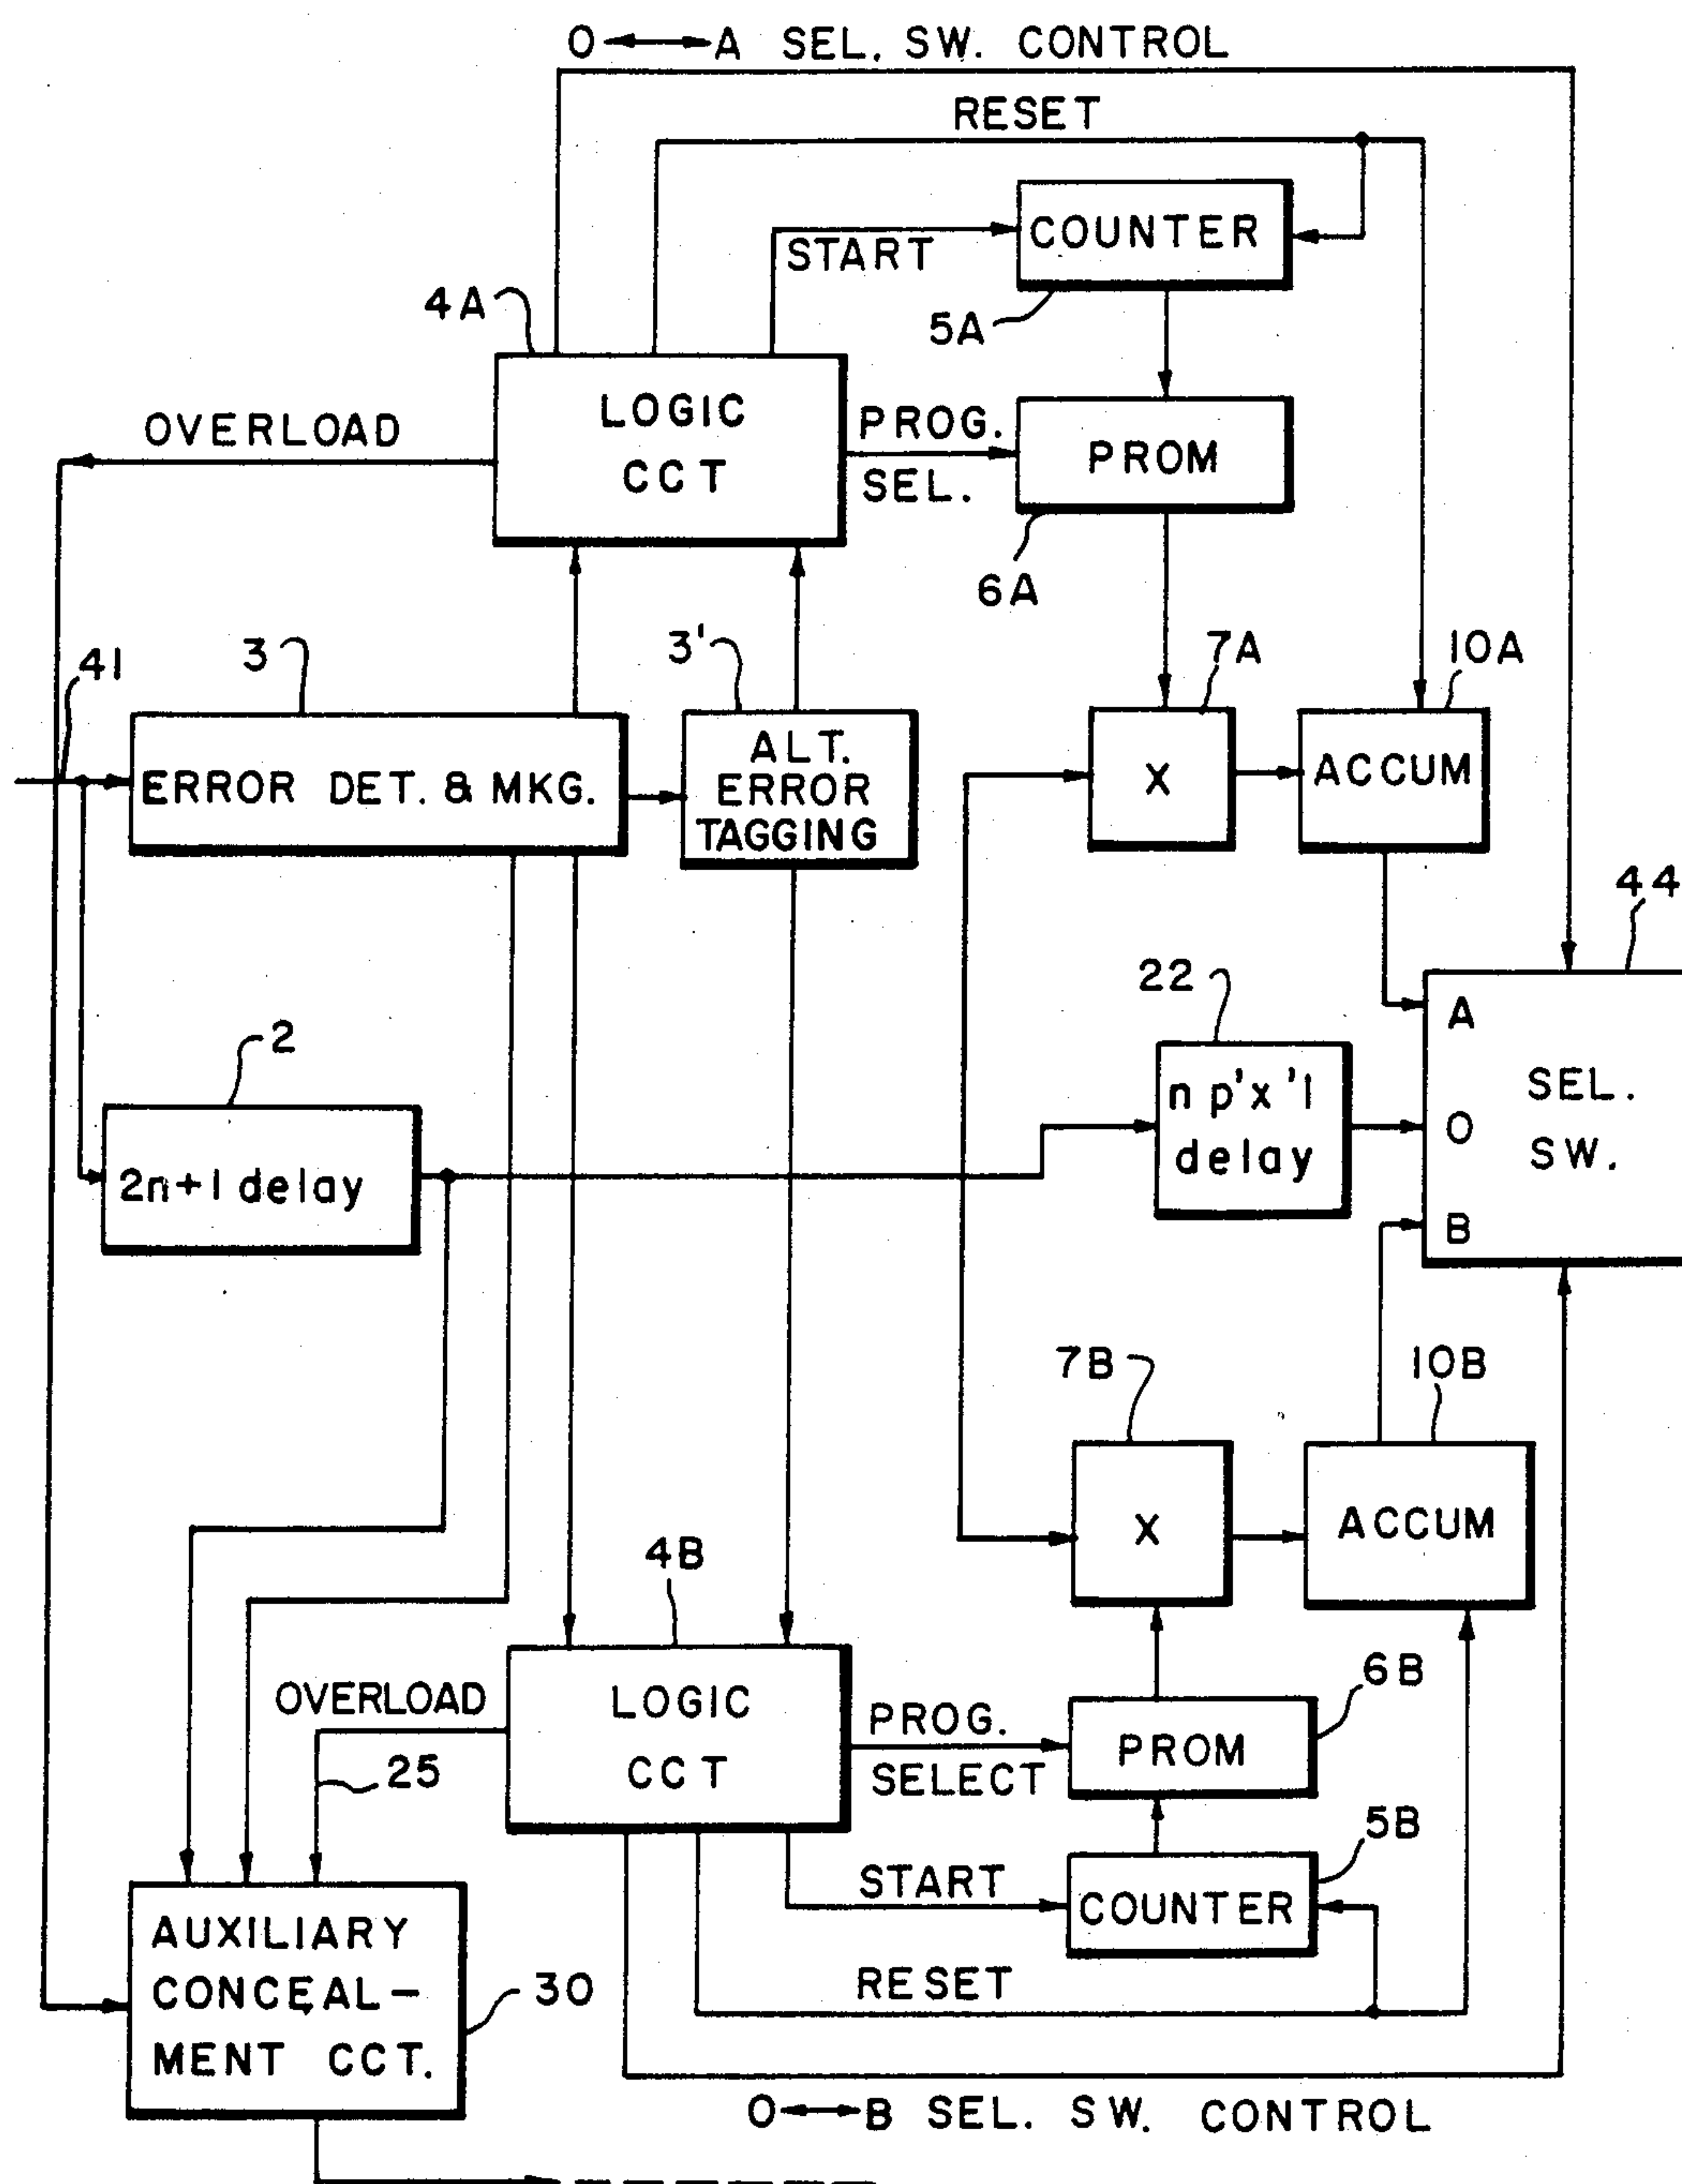 O ↔ A SEL. SW. CONTROL
RESET
COUNTER
START
4A
5A
LOGIC
CCT
OVERLOAD
PROG.
SEL.
PROM
6A
3
3'
7A
10A
41
ERROR DET. & MKG.
ALT.
ERROR
TAGGING
X
ACCUM
44
22
2
A
n p'x'l
delay
SEL.
SW.
O
2n+1 delay
B
7B
10B
X
ACCUM
4B
6B
OVERLOAD
LOGIC
CCT
PROG.
SELECT
PROM
25
5B
START
COUNTER
AUXILIARY
CONCEAL-
MENT CCT.
30
RESET
O ↔ B SEL. SW. CONTROL